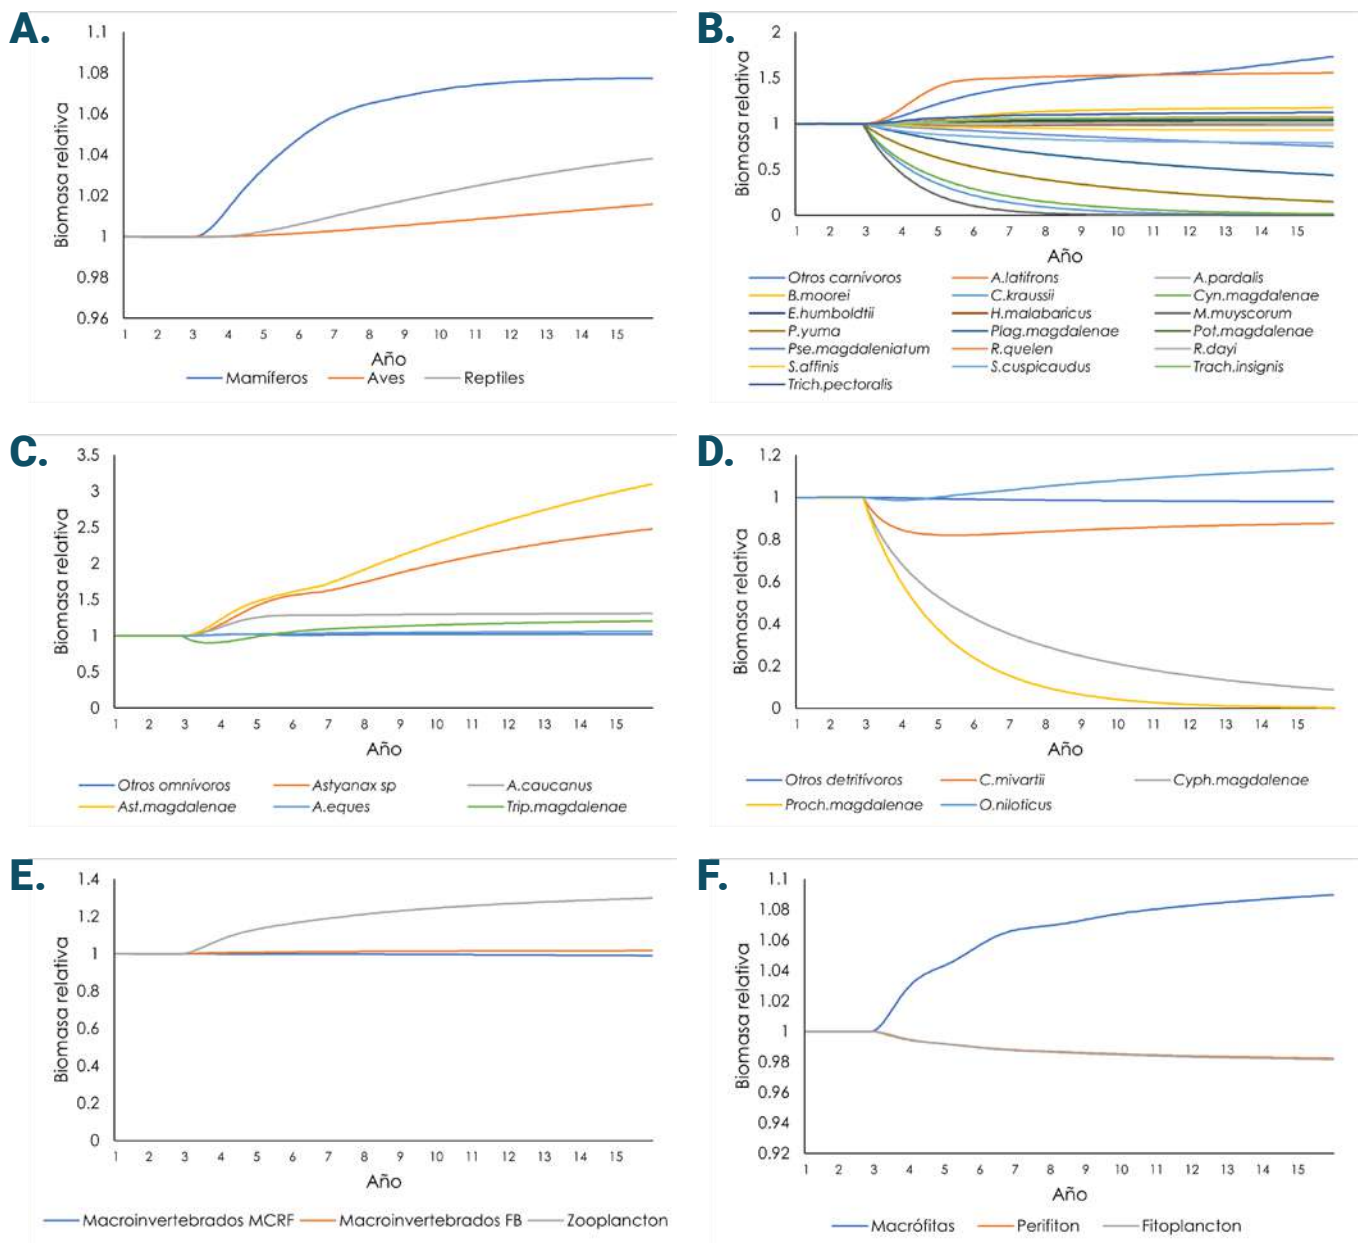 A.
Biomasa relativa
1.1
1.08
1.06
1.04
1.02
1
0.98
0.96
1 2 3 4 5 6 7 8 9 10 11 12 13 14 15
Año
Mamíferos Aves Reptiles
B.
Biomasa relativa
2
1.5
1
0.5
0
1 2 3 4 5 6 7 8 9 10 11 12 13 14 15
Año
Otros carnívoros A.latifrons A.pardalis
B.moorei C.kraussii Cyn.magdalenae
E.humboldtii H.malabaricus M.muyscorum
P.yuma Plag.magdalenae Pot.magdalenae
Pse.magdaleniatum R.quelen R.dayi
S.affinis S.cuspicaudus Trach.insignis
Trich.pectoralis
C.
Biomasa relativa
3.5
3
2.5
2
1.5
1
0.5
0
1 2 3 4 5 6 7 8 9 10 11 12 13 14 15
Año
Otros omnívoros Astyanax sp A.caucanus
Ast.magdalenae A.eques Trip.magdalenae
D.
Biomasa relativa
1.2
1
0.8
0.6
0.4
0.2
0
1 2 3 4 5 6 7 8 9 10 11 12 13 14 15
Año
Otros detritívoros C.mivartii Cyph.magdalenae
Proch.magdalenae O.niloticus
E.
Biomasa relativa
1.4
1.2
1
0.8
0.6
0.4
0.2
0
1 2 3 4 5 6 7 8 9 10 11 12 13 14 15
Año
Macroinvertebrados MCRF Macroinvertebrados FB Zooplancton
F.
Biomasa relativa
1.1
1.08
1.06
1.04
1.02
1
0.98
0.96
0.94
0.92
1 2 3 4 5 6 7 8 9 10 11 12 13 14 15
Año
Macrófitas Perifiton Fitoplancton